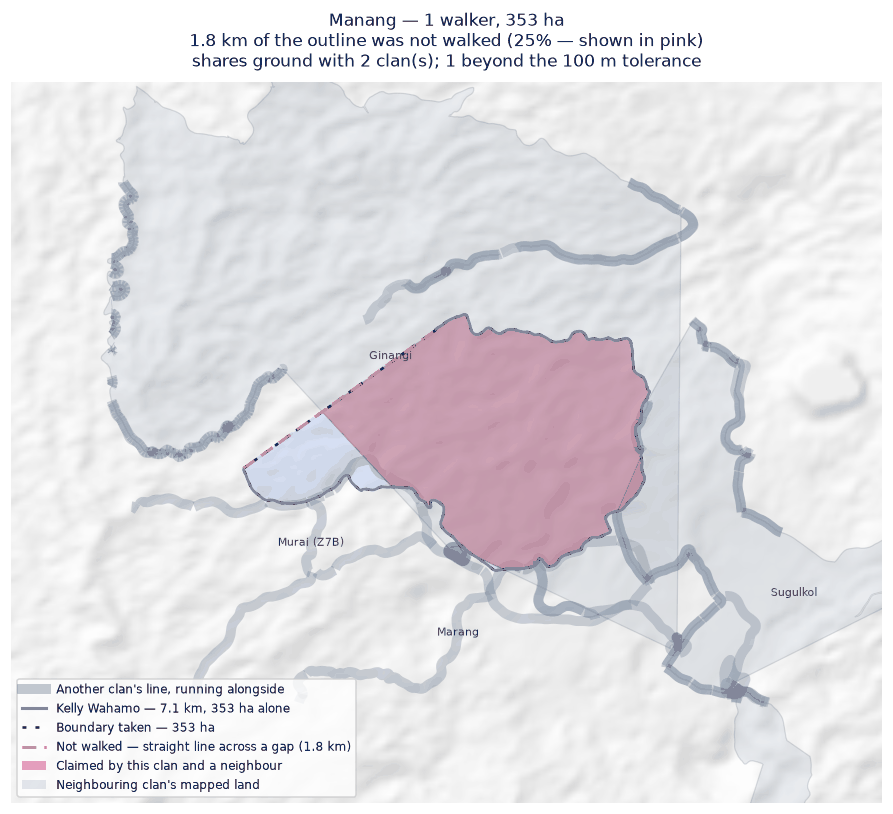 Manang — 1 walker, 353 ha
1.8 km of the outline was not walked (25% — shown in pink)
shares ground with 2 clan(s); 1 beyond the 100 m tolerance
Ginangi
Murai (Z7B)
Sugulkol
Marang
Another clan's line, running alongside
Kelly Wahamo — 7.1 km, 353 ha alone
Boundary taken — 353 ha
Not walked — straight line across a gap (1.8 km)
Claimed by this clan and a neighbour
Neighbouring clan's mapped land